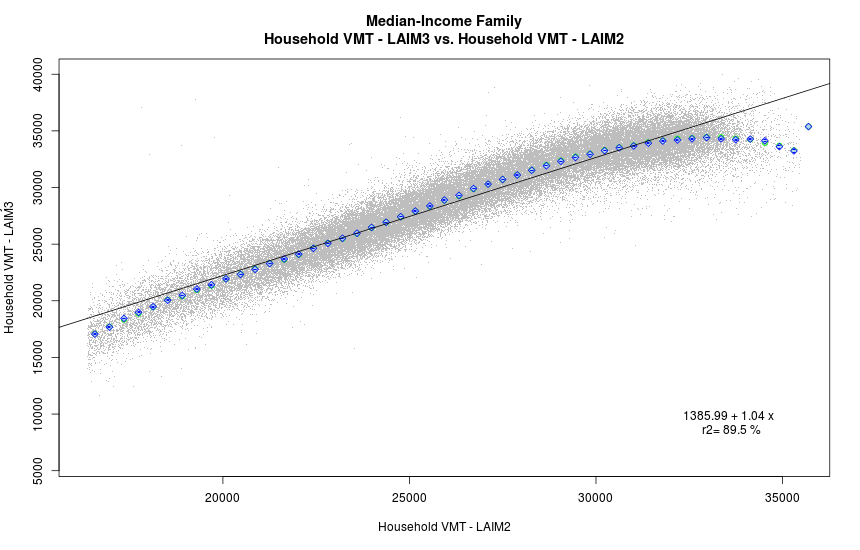 Median-Income Family
Household VMT - LAIM3 vs. Household VMT - LAIM2
Household VMT - LAIM3
40000
35000
30000
25000
20000
15000
10000
5000
1385.99 + 1.04 x
r2= 89.5 %
20000
25000
30000
35000
Household VMT - LAIM2